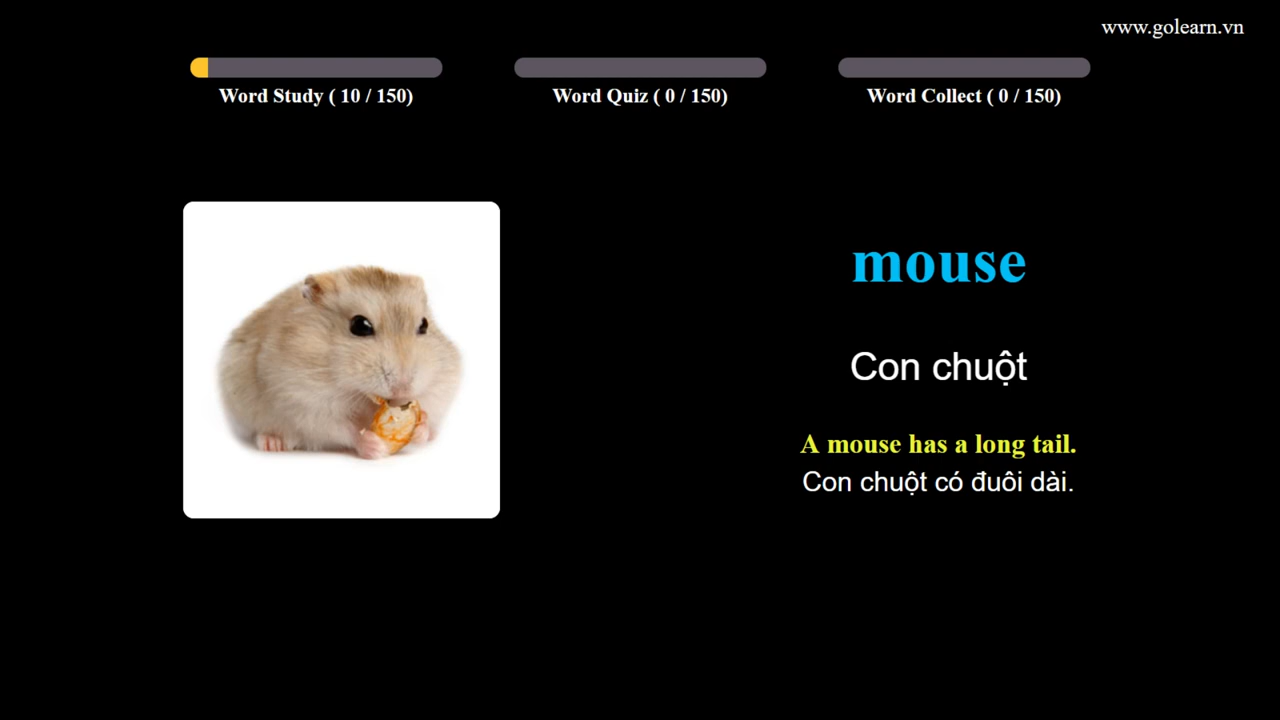 www.golearn.vn
Word Study ( 10 / 150)
Word Quiz ( 0 / 150)
Word Collect ( 0 / 150)
mouse
Con chuột
A mouse has a long tail.
Con chuột có đuôi dài.